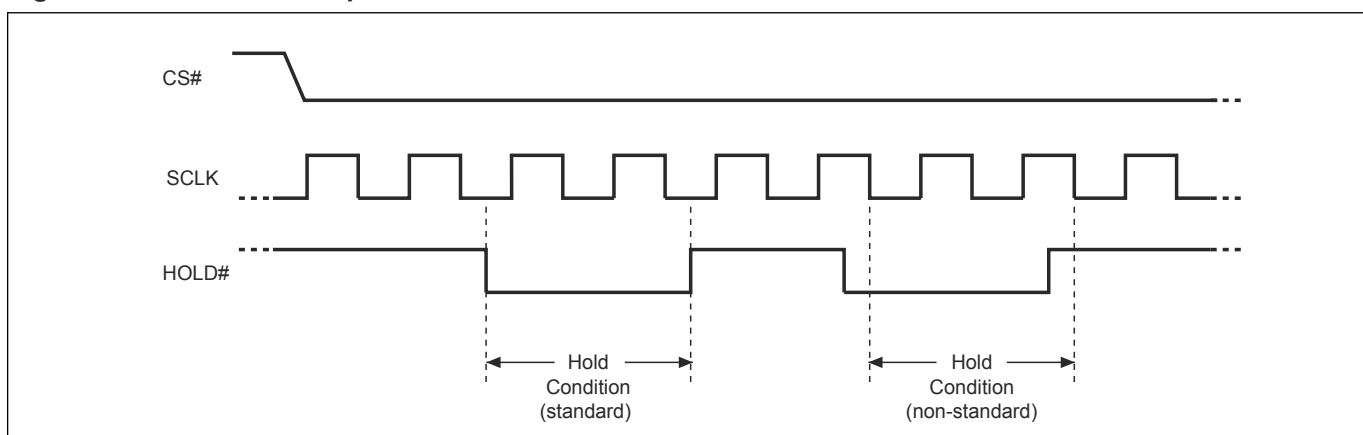 CS#
SCLK
HOLD#
Hold
Condition
(standard)
Hold
Condition
(non-standard)